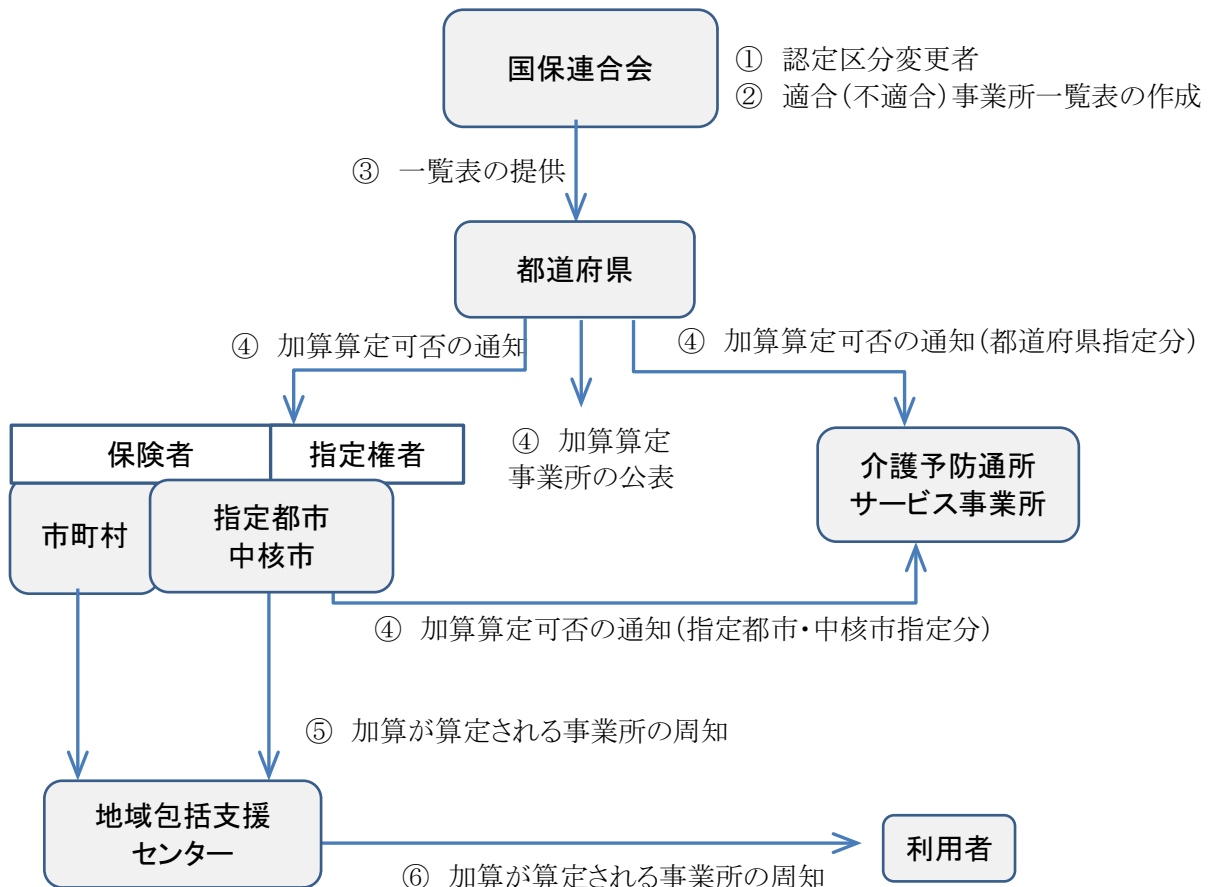 国保連合会
① 認定区分変更者
② 適合(不適合)事業所一覧表の作成
③ 一覧表の提供
都道府県
④ 加算算定可否の通知
④ 加算算定可否の通知(都道府県指定分)
保険者
指定権者
④ 加算算定
事業所の公表
介護予防通所
サービス事業所
市町村
指定都市
中核市
④ 加算算定可否の通知(指定都市・中核市指定分)
⑤ 加算が算定される事業所の周知
地域包括支援
センター
利用者
⑥ 加算が算定される事業所の周知